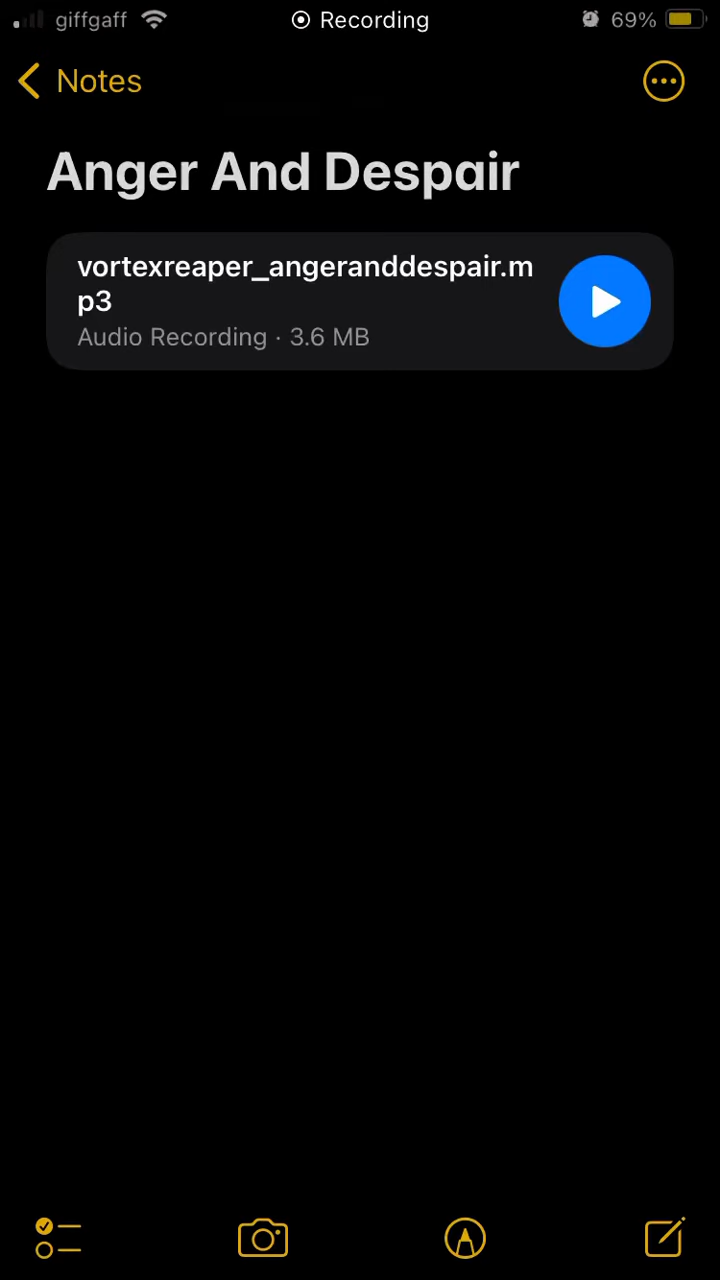 giffgaff Recording 69%
Notes
Anger And Despair
vortexreaper_angeranddespair.m
p3
Audio Recording · 3.6 MB